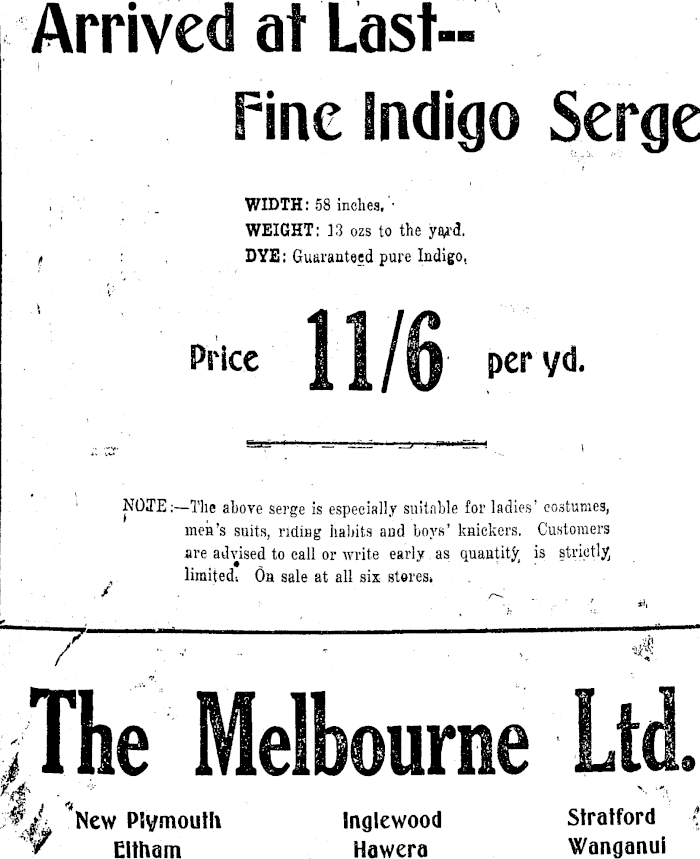 Arrived at Last--
Fine Indigo Serge
WIDTH: 58 inches.
WEIGHT: 13 ozs to the yard.
DYE: Guaranteed pure Indigo.
Price 11/6 per yd.
NOTE:—The above serge is especially suitable for ladies' costumes,
men's suits, riding habits and boys' knickers. Customers
are advised to call or write early as quantity is strictly
limited. On sale at all six stores.
The Melbourne Ltd.
New Plymouth Inglewood Stratford
Eltham Hawera Wanganui